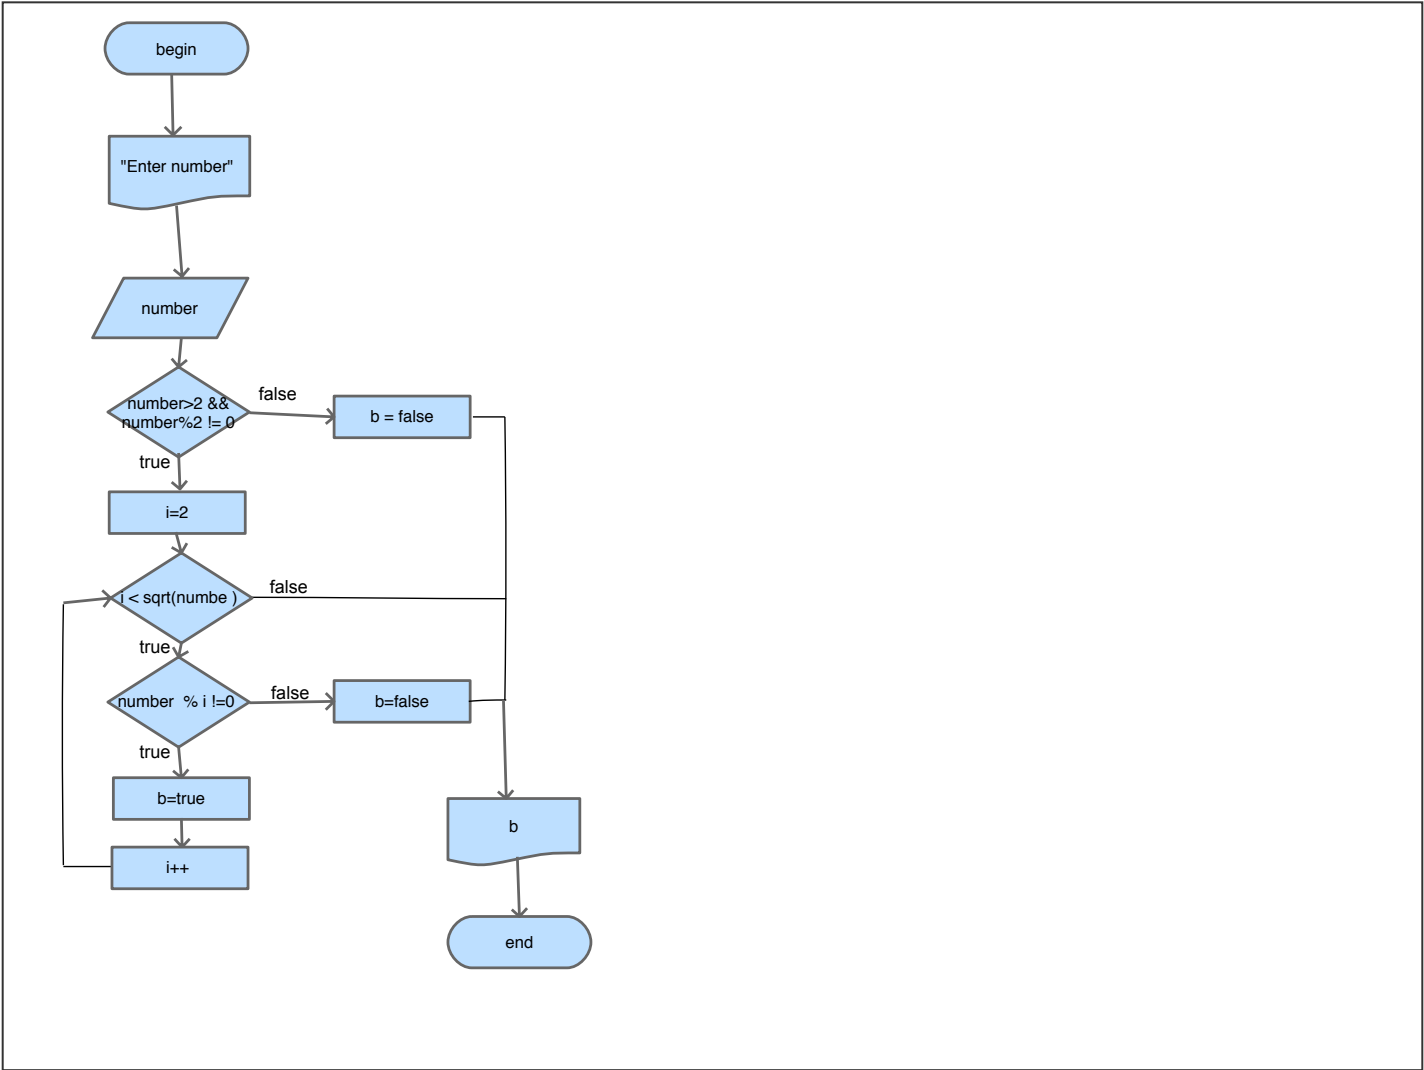 begin
"Enter number"
number
number>2 &&
number%2 != 0
false
b = false
true
i=2
i < sqrt(numbe )
false
true
number  % i !=0
false
b=false
true
b=true
i++
b
end